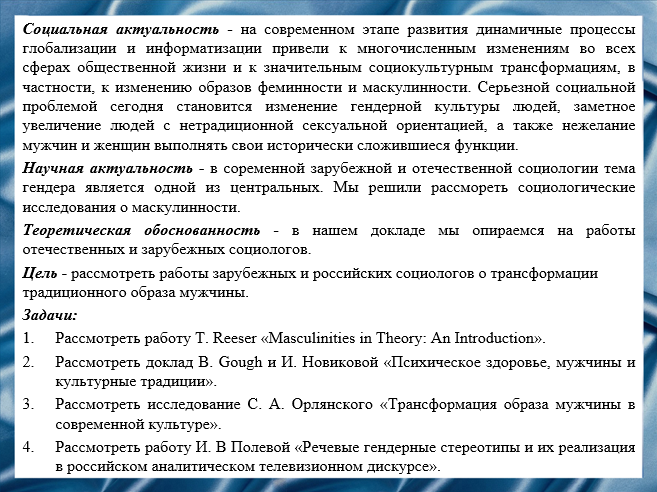 Социальная актуальность - на современном этапе развития динамичные процессы
глобализации и информатизации привели к многочисленным изменениям во всех
сферах общественной жизни и к значительным социокультурным трансформациям, в
частности, к изменению образов феминности и маскулинности. Серьезной социальной
проблемой сегодня становится изменение гендерной культуры людей, заметное
увеличение людей с нетрадиционной сексуальной ориентацией, а также нежелание
мужчин и женщин выполнять свои исторически сложившиеся функции.
Научная актуальность - в соременной зарубежной и отечественной социологии тема
гендера является одной из центральных. Мы решили рассмореть социологические
исследования о маскулинности.
Теоретическая обоснованность - в нашем докладе мы опираемся на работы
отечественных и зарубежных социологов.
Цель - рассмотреть работы зарубежных и российских социологов о трансформации
традиционного образа мужчины.
Задачи:
1. Рассмотреть работу T. Reeser «Masculinities in Theory: An Introduction».
2. Рассмотреть доклад B. Gough и И. Новиковой «Психическое здоровье, мужчины и
культурные традиции».
3. Рассмотреть исследование С. А. Орлянского «Трансформация образа мужчины в
современной культуре».
4. Рассмотреть работу И. В Полевой «Речевые гендерные стереотипы и их реализация
в российском аналитическом телевизионном дискурсе».